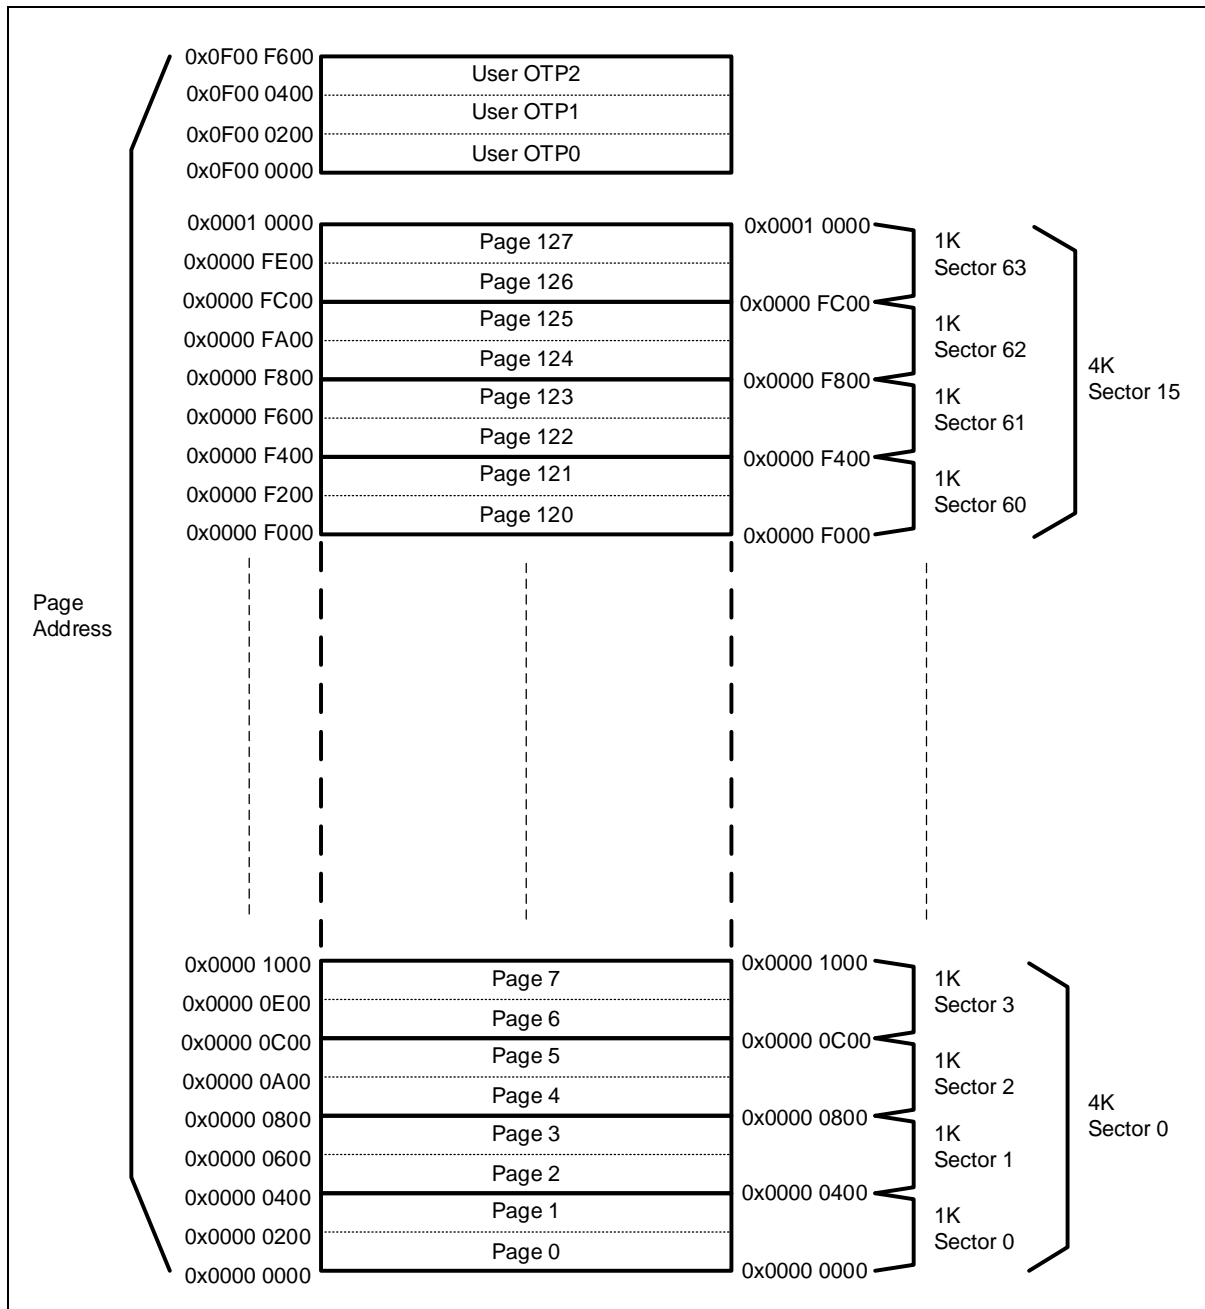 0x0F00 F600
User OTP2
0x0F00 0400
User OTP1
0x0F00 0200
User OTP0
0x0F00 0000
0x0001 0000
0x0001 0000
Page 127
1K
Sector 63
0x0000 FE00
Page 126
0x0000 FC00
0x0000 FC00
Page 125
1K
Sector 62
0x0000 FA00
Page 124
0x0000 F800
0x0000 F800
4K
Sector 15
Page 123
1K
Sector 61
0x0000 F600
Page 122
0x0000 F400
0x0000 F400
Page 121
1K
Sector 60
0x0000 F200
Page 120
0x0000 F000
0x0000 F000
Page
Address
0x0000 1000
0x0000 1000
Page 7
1K
Sector 3
0x0000 0E00
Page 6
0x0000 0C00
0x0000 0C00
Page 5
1K
Sector 2
0x0000 0A00
Page 4
0x0000 0800
0x0000 0800
4K
Sector 0
Page 3
1K
Sector 1
0x0000 0600
Page 2
0x0000 0400
0x0000 0400
Page 1
1K
Sector 0
0x0000 0200
Page 0
0x0000 0000
0x0000 0000